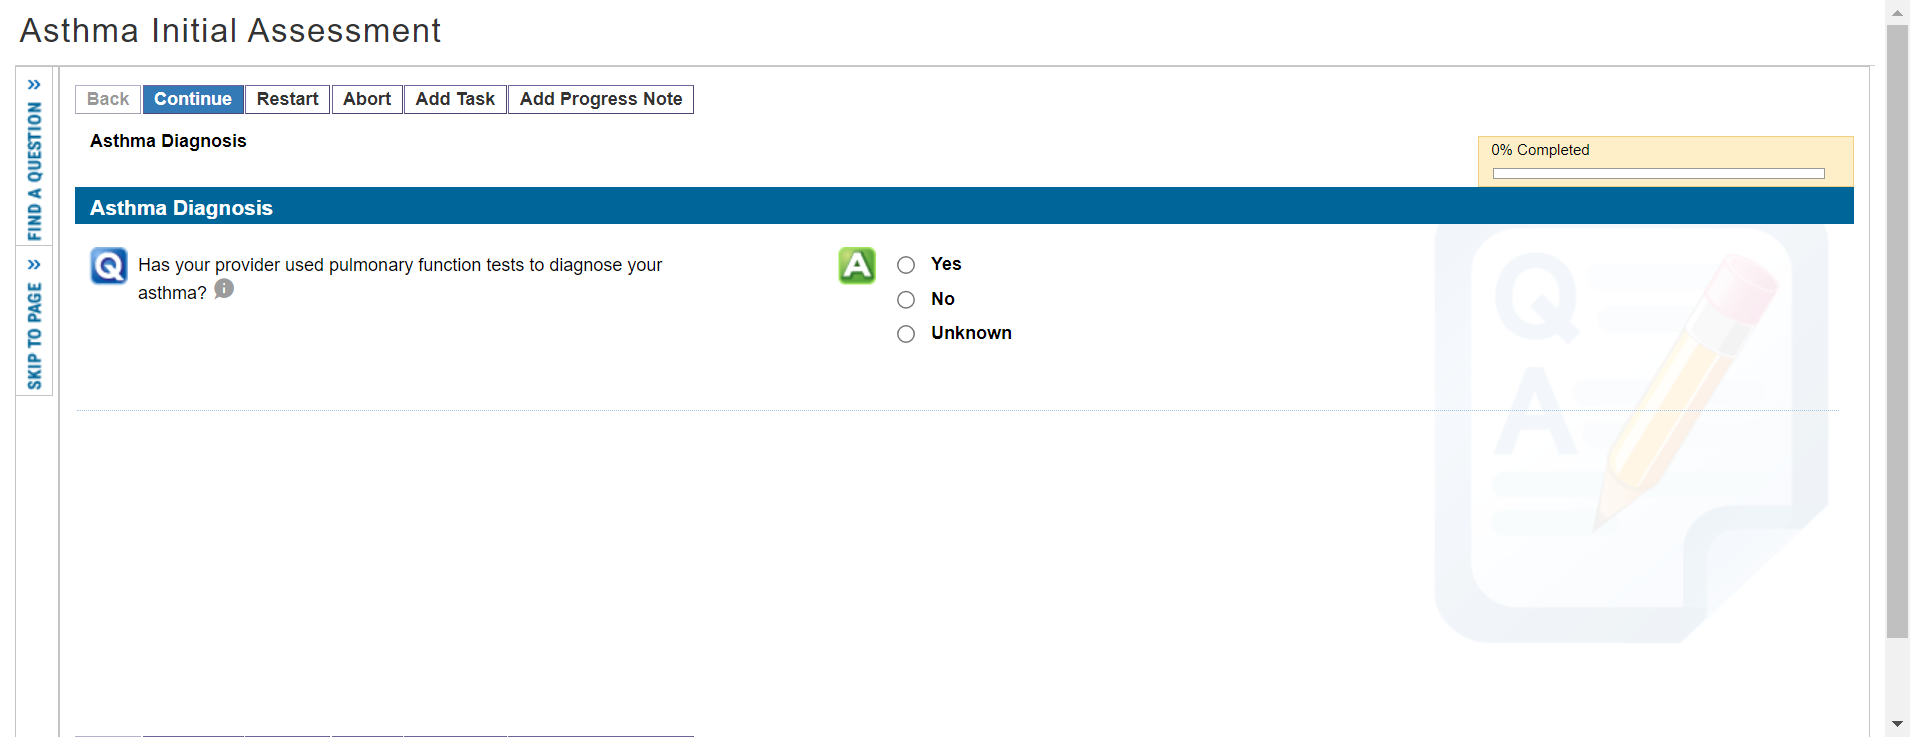 Asthma Initial Assessment
FIND A QUESTION
SKIP TO PAGE
Back Continue Restart Abort Add Task Add Progress Note
Asthma Diagnosis
0% Completed
Asthma Diagnosis
Q Has your provider used pulmonary function tests to diagnose your
asthma? i
A Yes
No
Unknown
Q
A